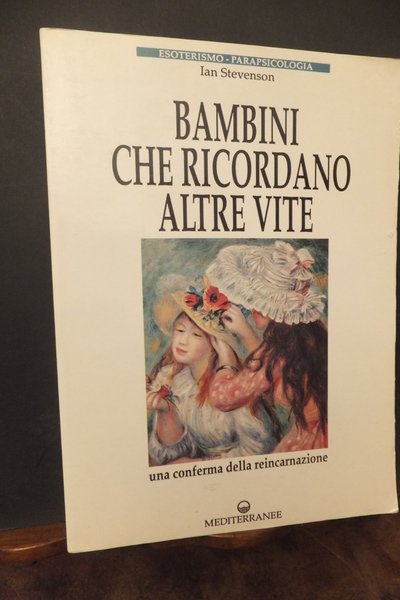 ESOTERISMO - PARAPSICOLOGIA
Ian Stevenson
BAMBINI
CHE RICORDANO
ALTRE VITE
una conferma della reincarnazione
MEDITERRANEE